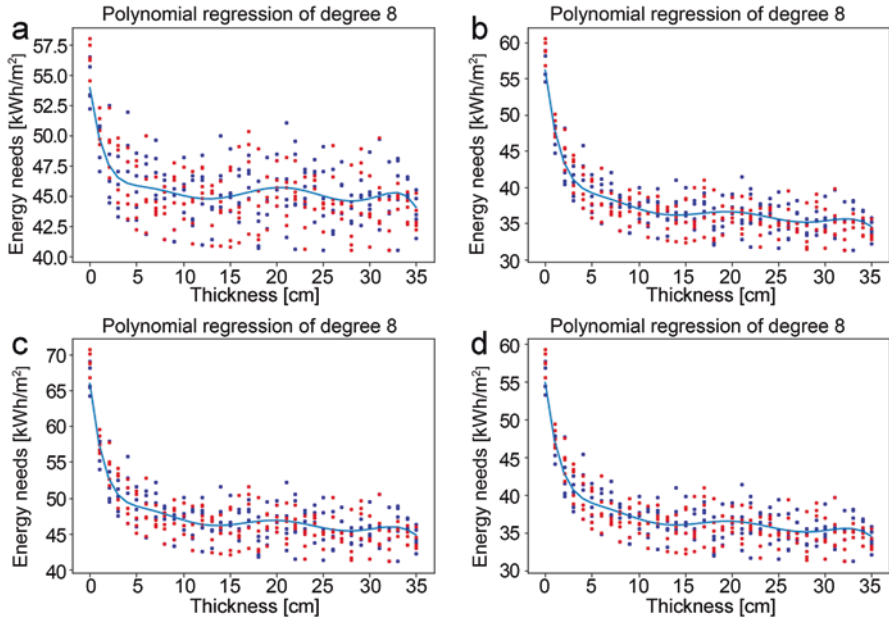 a
Polynomial regression of degree 8
Energy needs [kWh/m²]
57.5
55.0
52.5
50.0
47.5
45.0
42.5
40.0
0 5 10 15 20 25 30 35
Thickness [cm]
b
Polynomial regression of degree 8
Energy needs [kWh/m²]
60
55
50
45
40
35
30
0 5 10 15 20 25 30 35
Thickness [cm]
c
Polynomial regression of degree 8
Energy needs [kWh/m²]
70
65
60
55
50
45
40
0 5 10 15 20 25 30 35
Thickness [cm]
d
Polynomial regression of degree 8
Energy needs [kWh/m²]
60
55
50
45
40
35
30
0 5 10 15 20 25 30 35
Thickness [cm]